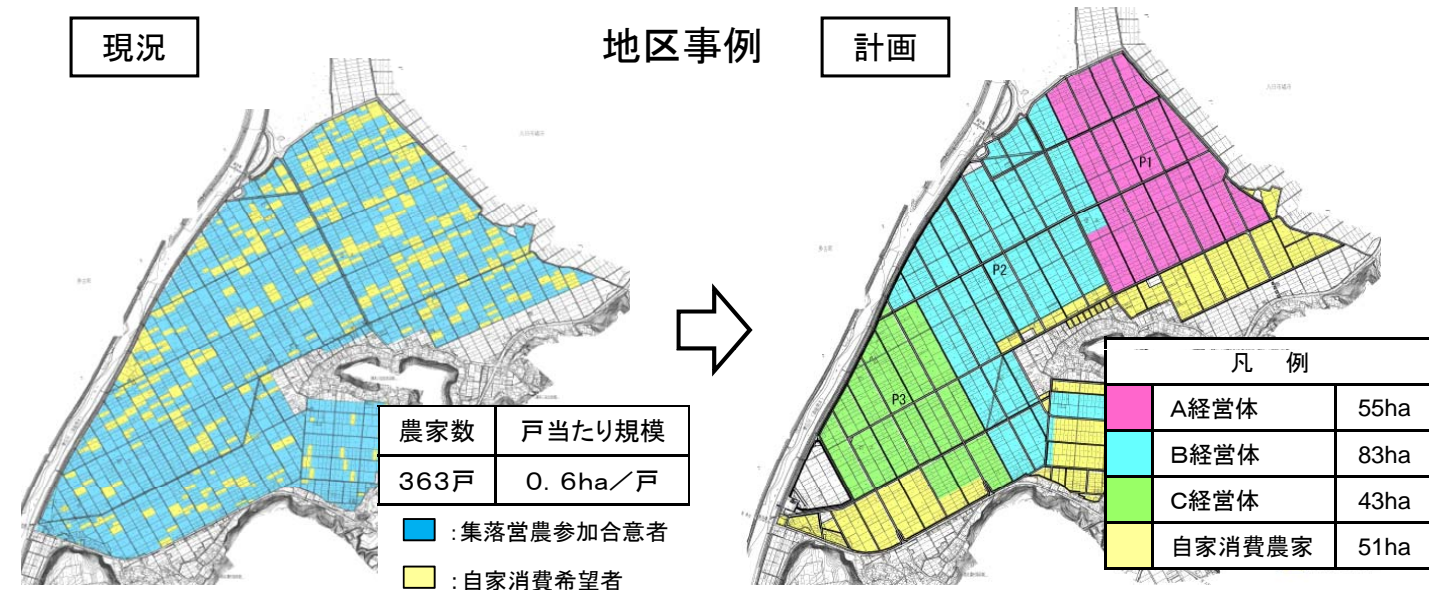 現況
地区事例
計画
P1
P2
P3
農家数 戸当たり規模
363戸 0.6ha/戸
:集落営農参加合意者
:自家消費希望者
凡 例
A経営体 55ha
B経営体 83ha
C経営体 43ha
自家消費農家 51ha